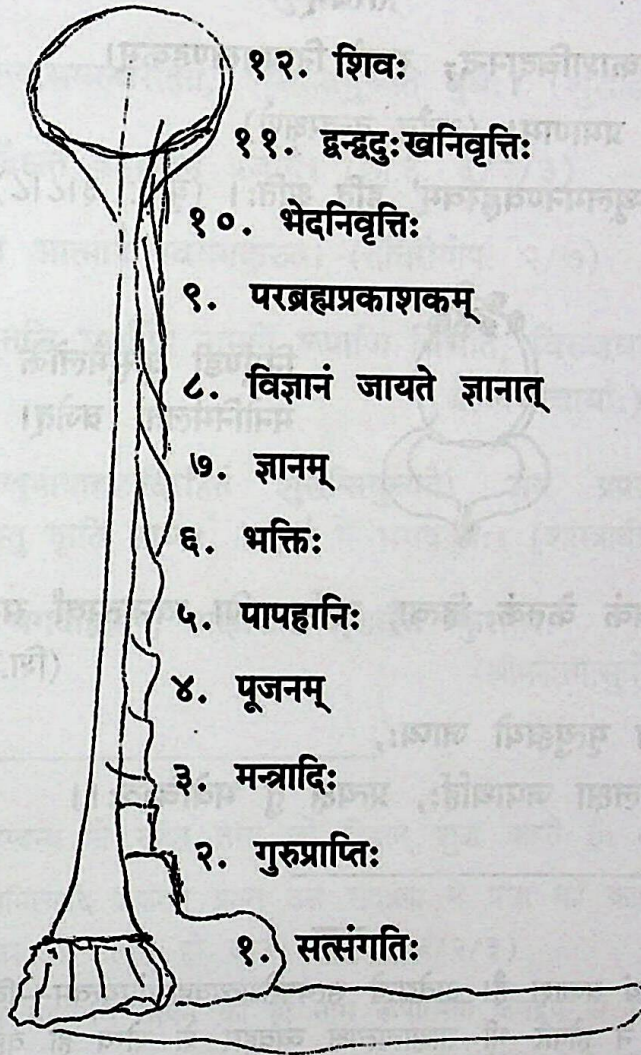 १२. शिवः
११. द्वन्द्वदुःखनिवृत्तिः
१०. भेदनिवृत्तिः
९. परब्रह्मप्रकाशकम्
८. विज्ञानं जायते ज्ञानात्
७. ज्ञानम्
६. भक्तिः
५. पापहानिः
४. पूजनम्
३. मन्त्रादिः
२. गुरुप्राप्तिः
१. सत्संगतिः